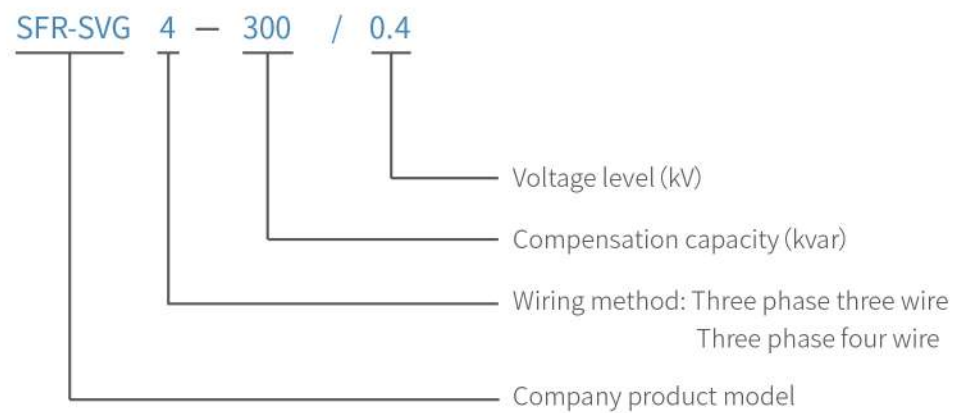 SFR-SVG 4 — 300 / 0.4
Voltage level (kV)
Compensation capacity (kvar)
Wiring method: Three phase three wire
Three phase four wire
Company product model